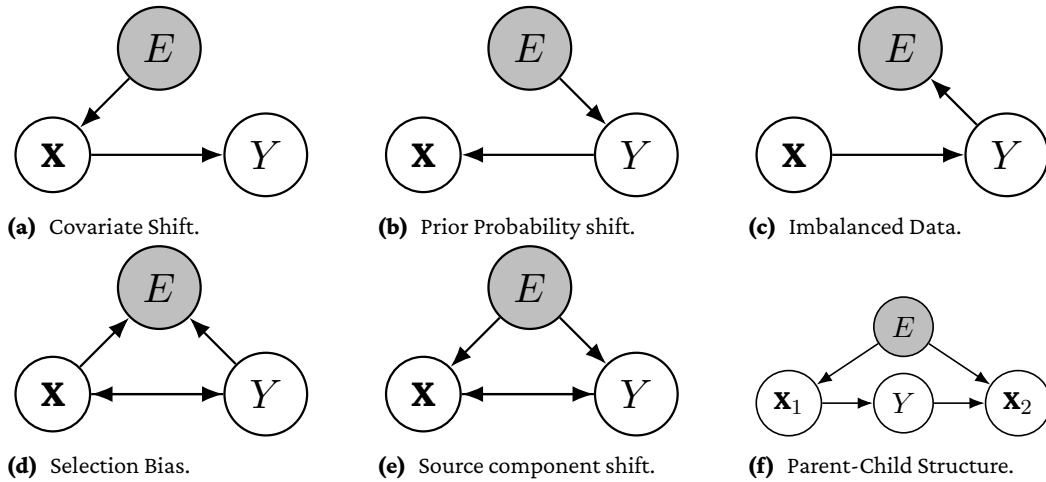 E
E
E
X Y
X Y
X Y
(a) Covariate Shift.
(b) Prior Probability shift.
(c) Imbalanced Data.
E
E
E
X Y
X Y
X₁ Y X₂
(d) Selection Bias.
(e) Source component shift.
(f) Parent-Child Structure.